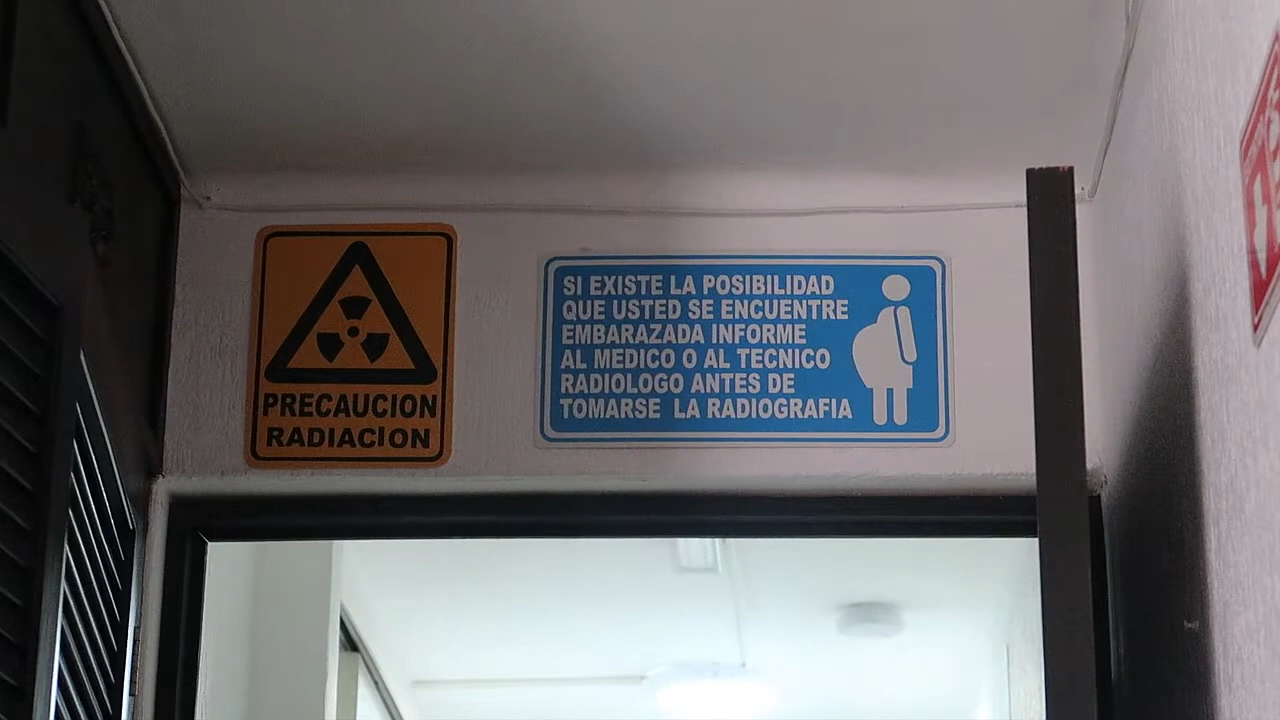 PRECAUCION
RADIACION
SI EXISTE LA POSIBILIDAD
QUE USTED SE ENCUENTRE
EMBARAZADA INFORME
AL MEDICO O AL TECNICO
RADIOLOGO ANTES DE
TOMARSE LA RADIOGRAFIA